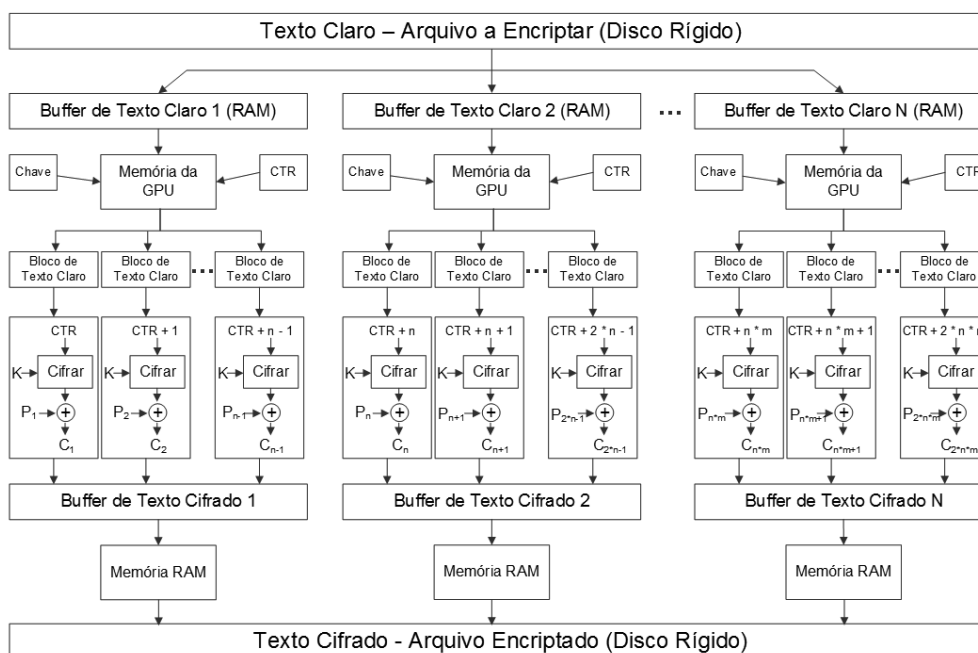 Texto Claro – Arquivo a Encriptar (Disco Rígido)
Buffer de Texto Claro 1 (RAM)
Buffer de Texto Claro 2 (RAM)
...
Buffer de Texto Claro N (RAM)
Chave
Memória da
GPU
CTR
Chave
Memória da
GPU
CTR
Chave
Memória da
GPU
CTR
Bloco de
Texto Claro
Bloco de
Texto Claro
...
Bloco de
Texto Claro
Bloco de
Texto Claro
Bloco de
Texto Claro
...
Bloco de
Texto Claro
Bloco de
Texto Claro
Bloco de
Texto Claro
...
Bloco de
Texto Claro
CTR
K
Cifrar
P1
C1
CTR + 1
K
Cifrar
P2
C2
CTR + n - 1
K
Cifrar
Pn-1
Cn-1
CTR + n
K
Cifrar
Pn
Cn
CTR + n + 1
K
Cifrar
Pn+1
Cn+1
CTR + 2 * n - 1
K
Cifrar
P2*n-1
C2*n-1
CTR + n * m
K
Cifrar
Pn*m
Cn*m
CTR + n * m + 1
K
Cifrar
Pn*m+1
Cn*m+1
CTR + 2 * n *
K
Cifrar
P2*n*m
C2*n*m
Buffer de Texto Cifrado 1
Buffer de Texto Cifrado 2
Buffer de Texto Cifrado N
Memória RAM
Memória RAM
Memória RAM
Texto Cifrado - Arquivo Encriptado (Disco Rígido)